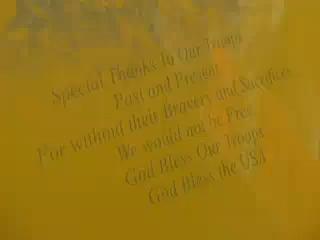 Special Thanks to Our Troops
Past and Present
For without their Bravery and Sacrifices
We would not be Free
God Bless Our Troops
God Bless the USA